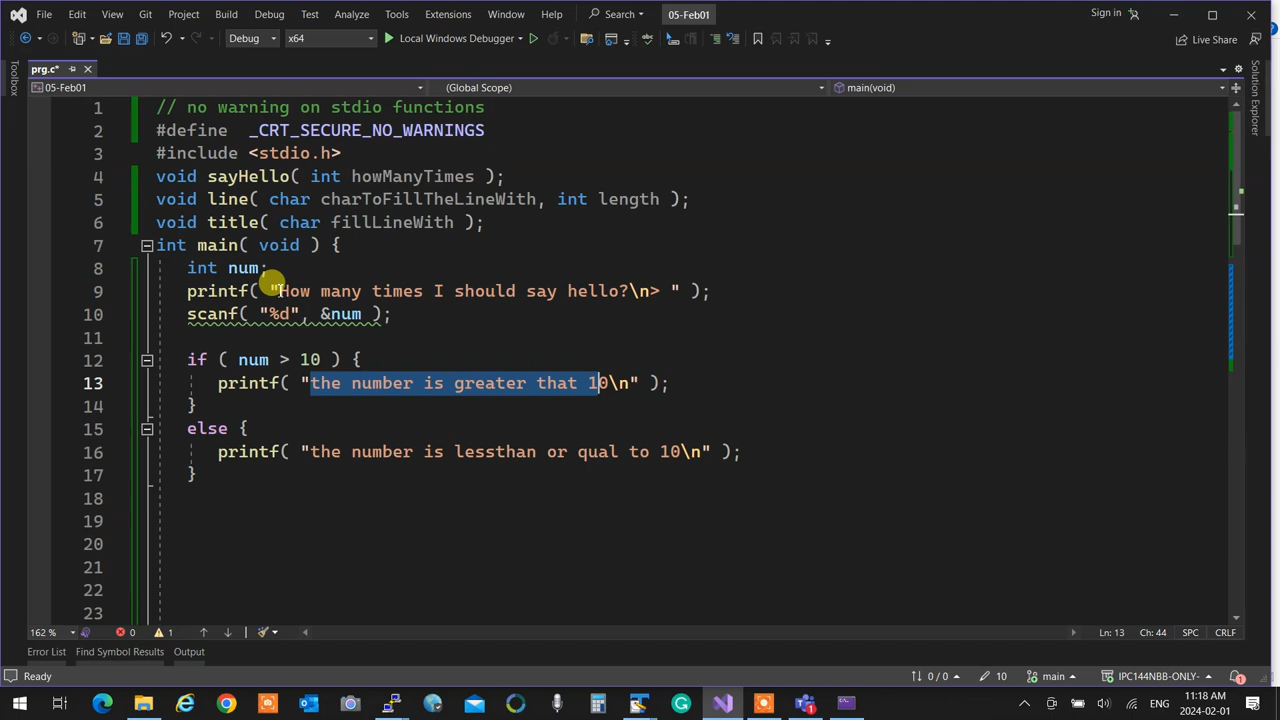 File Edit View Git Project Build Debug Test Analyze Tools Extensions Window Help Search 05-Feb01 Sign in
Debug x64 Local Windows Debugger Live Share
prg.c*
05-Feb01 (Global Scope) main(void)
Toolbox
Solution Explorer
1 // no warning on stdio functions
2 #define _CRT_SECURE_NO_WARNINGS
3 #include <stdio.h>
4 void sayHello( int howManyTimes );
5 void line( char charToFillTheLineWith, int length );
6 void title( char fillLineWith );
7 int main( void ) {
8 int num;
9 printf( "How many times I should say hello?\n> " );
10 scanf( "%d", &num );
11
12 if ( num > 10 ) {
13 printf( "the number is greater that 10\n" );
14 }
15 else {
16 printf( "the number is lessthan or qual to 10\n" );
17 }
18
19
20
21
22
23
162 % 0 1 Ln: 13 Ch: 44 SPC CRLF
Error List Find Symbol Results Output
Ready 0 / 0 10 main IPC144NBB-ONLY- 1
ENG 11:18 AM
2024-02-01